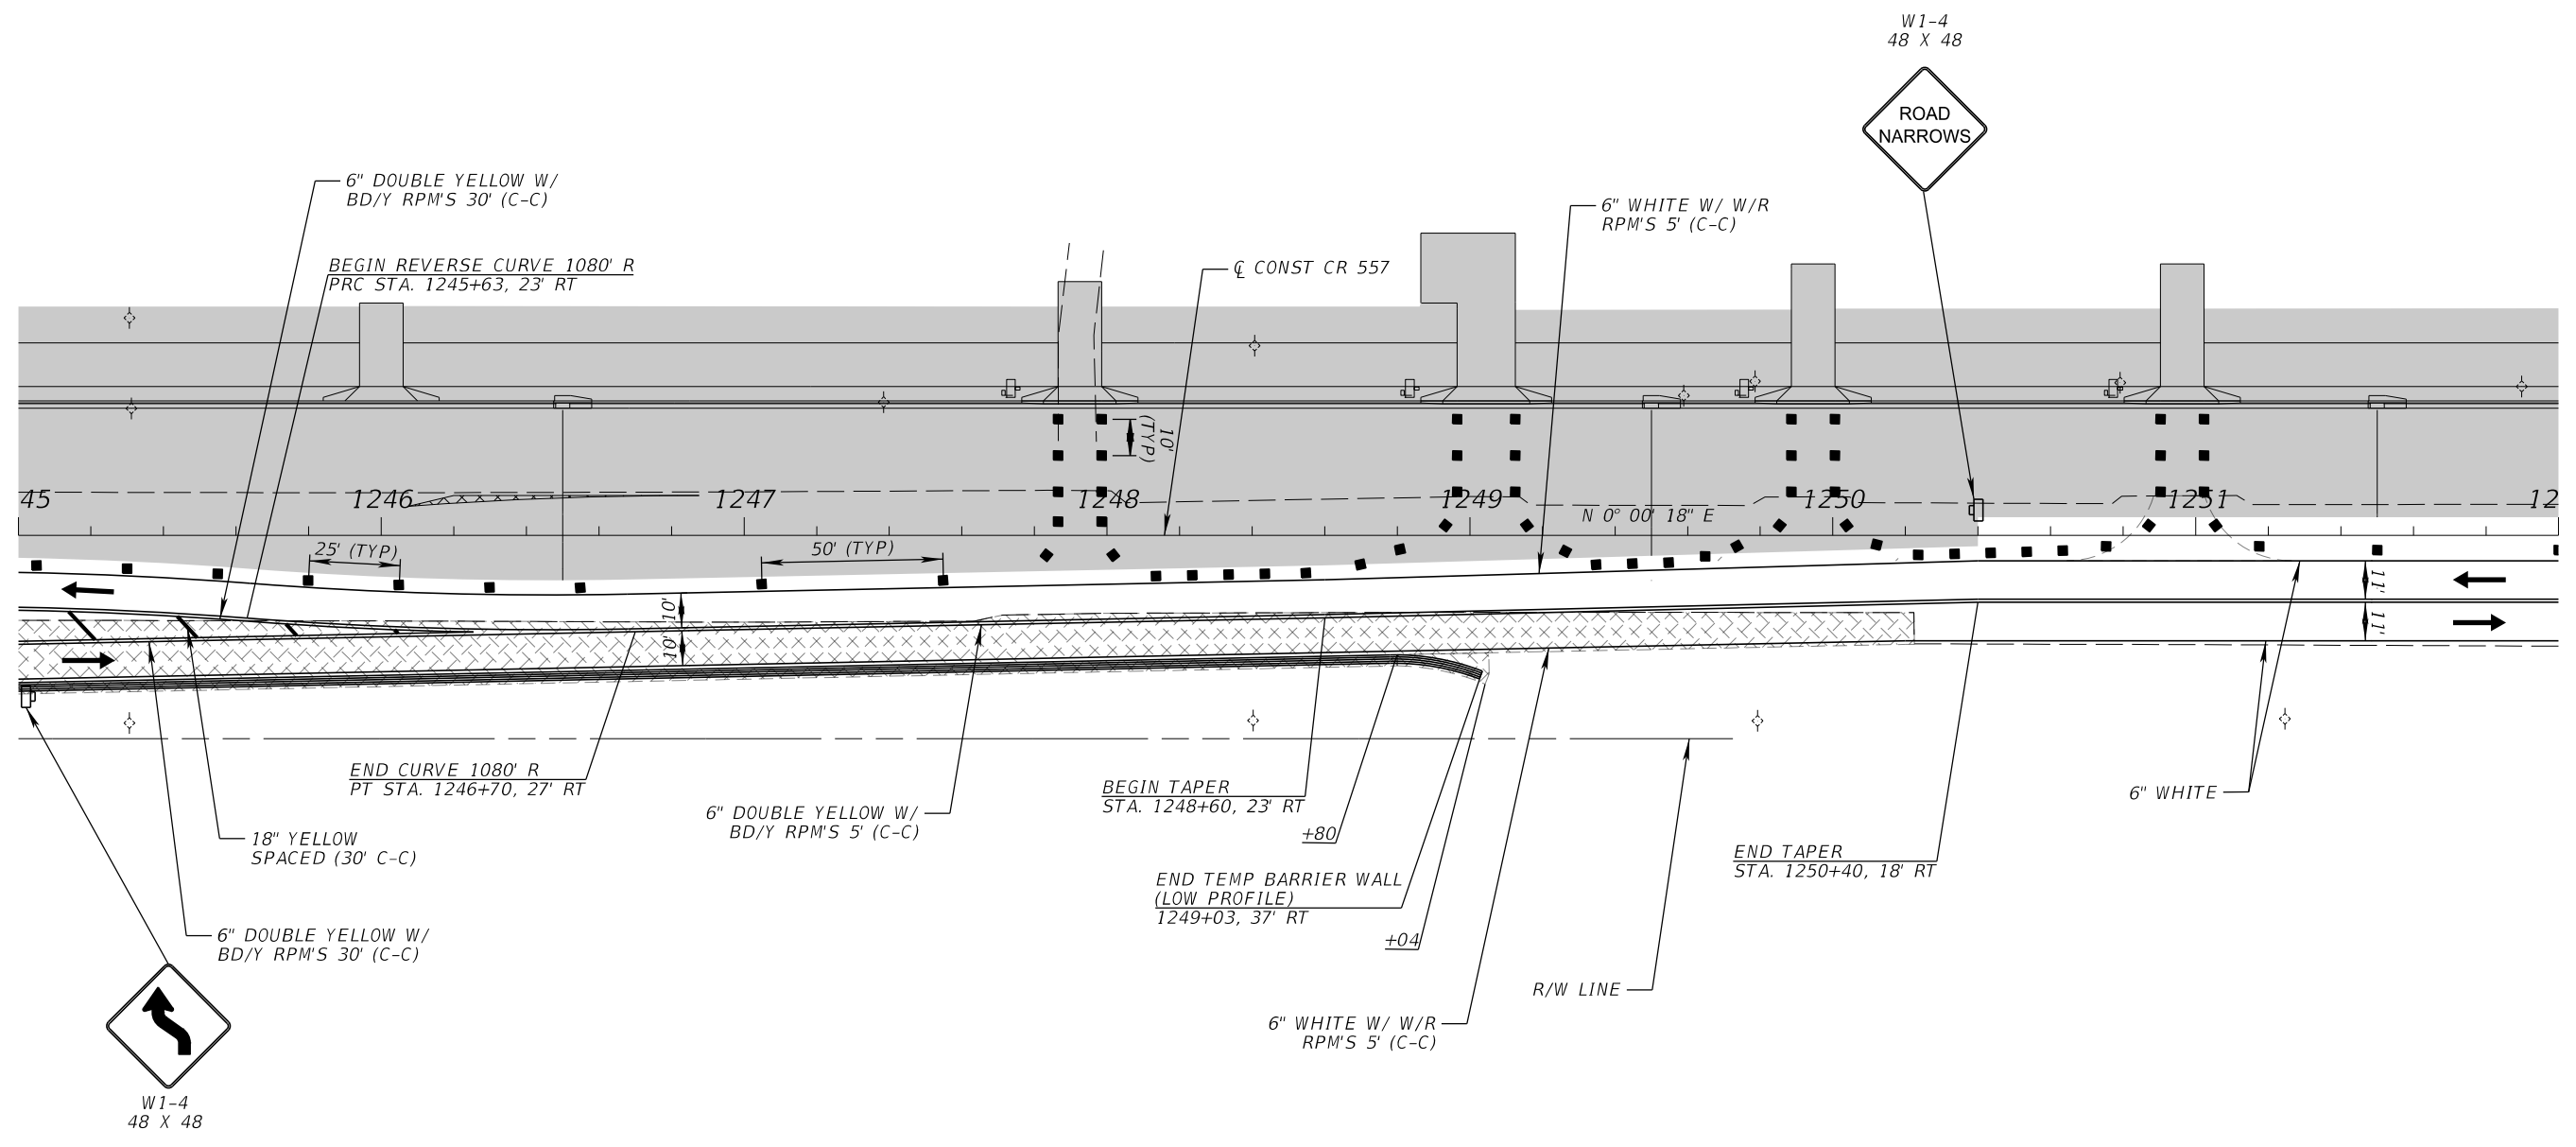 W1-4
48 X 48
ROAD
NARROWS
6" DOUBLE YELLOW W/
BD/Y RPM'S 30' (C-C)
6" WHITE W/ W/R
RPM'S 5' (C-C)
BEGIN REVERSE CURVE 1080' R
PRC STA. 1245+63, 23' RT
℄ CONST CR 557
10'
(TYP)
45
1246
1247
1248
1249
1250
1251
12
N 0° 00' 18" E
25' (TYP)
50' (TYP)
10'
10'
11'
11'
END CURVE 1080' R
PT STA. 1246+70, 27' RT
6" DOUBLE YELLOW W/
BD/Y RPM'S 5' (C-C)
BEGIN TAPER
STA. 1248+60, 23' RT
+80
6" WHITE
18" YELLOW
SPACED (30' C-C)
END TAPER
STA. 1250+40, 18' RT
END TEMP BARRIER WALL
(LOW PROFILE)
1249+03, 37' RT
+04
6" DOUBLE YELLOW W/
BD/Y RPM'S 30' (C-C)
R/W LINE
6" WHITE W/ W/R
RPM'S 5' (C-C)
W1-4
48 X 48